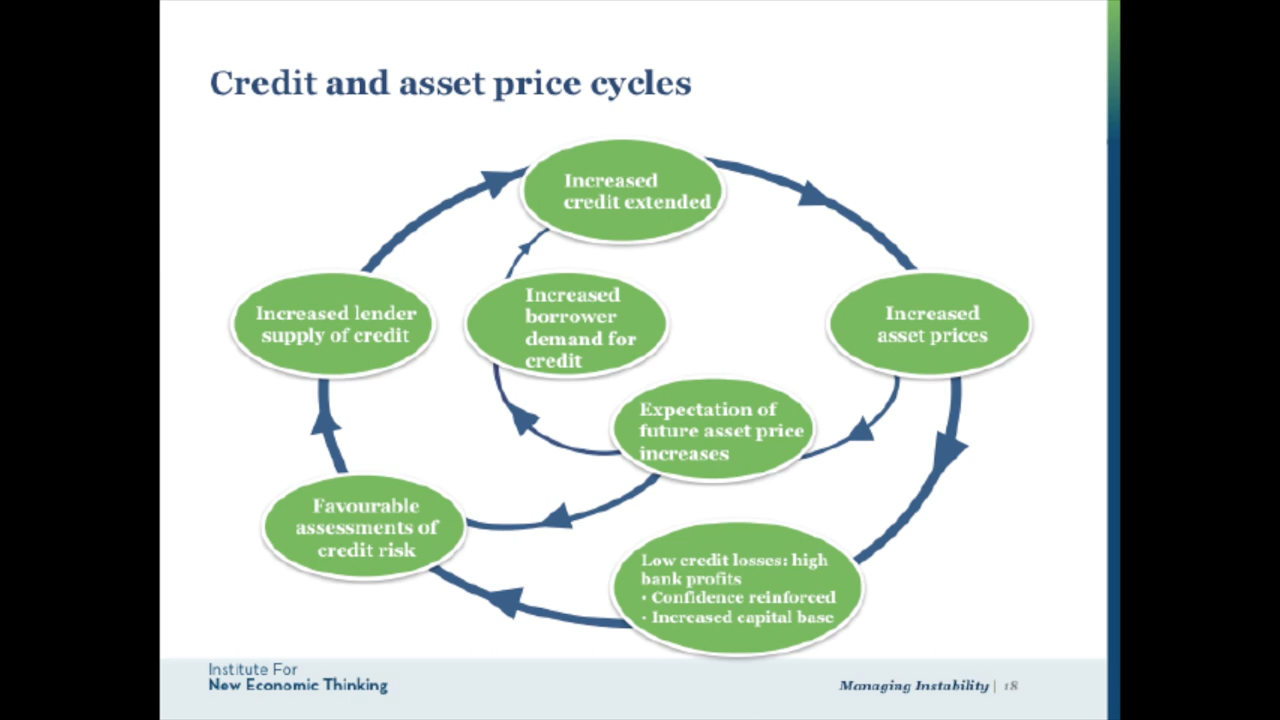 Credit and asset price cycles
Increased
credit extended
Increased lender
supply of credit
Increased
borrower
demand for
credit
Increased
asset prices
Expectation of
future asset price
increases
Favourable
assessments of
credit risk
Low credit losses: high
bank profits
• Confidence reinforced
• Increased capital base
Institute For
New Economic Thinking
Managing Instability | 18